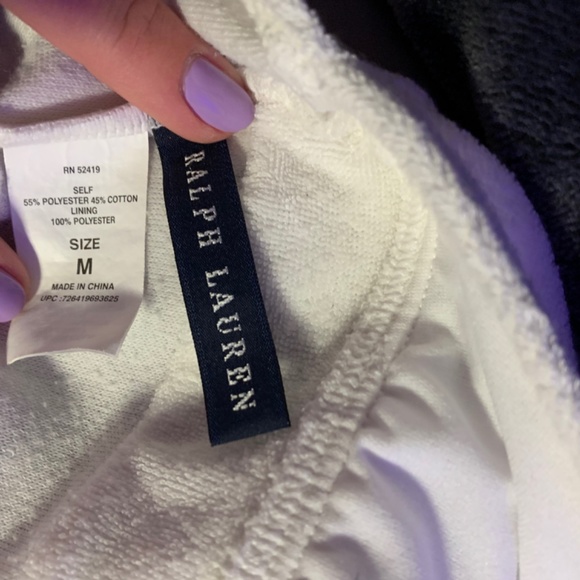 RN 52419
SELF
55% POLYESTER 45% COTTON
LINING
100% POLYESTER
SIZE
M
MADE IN CHINA
UPC :726419693625
RALPH LAUREN